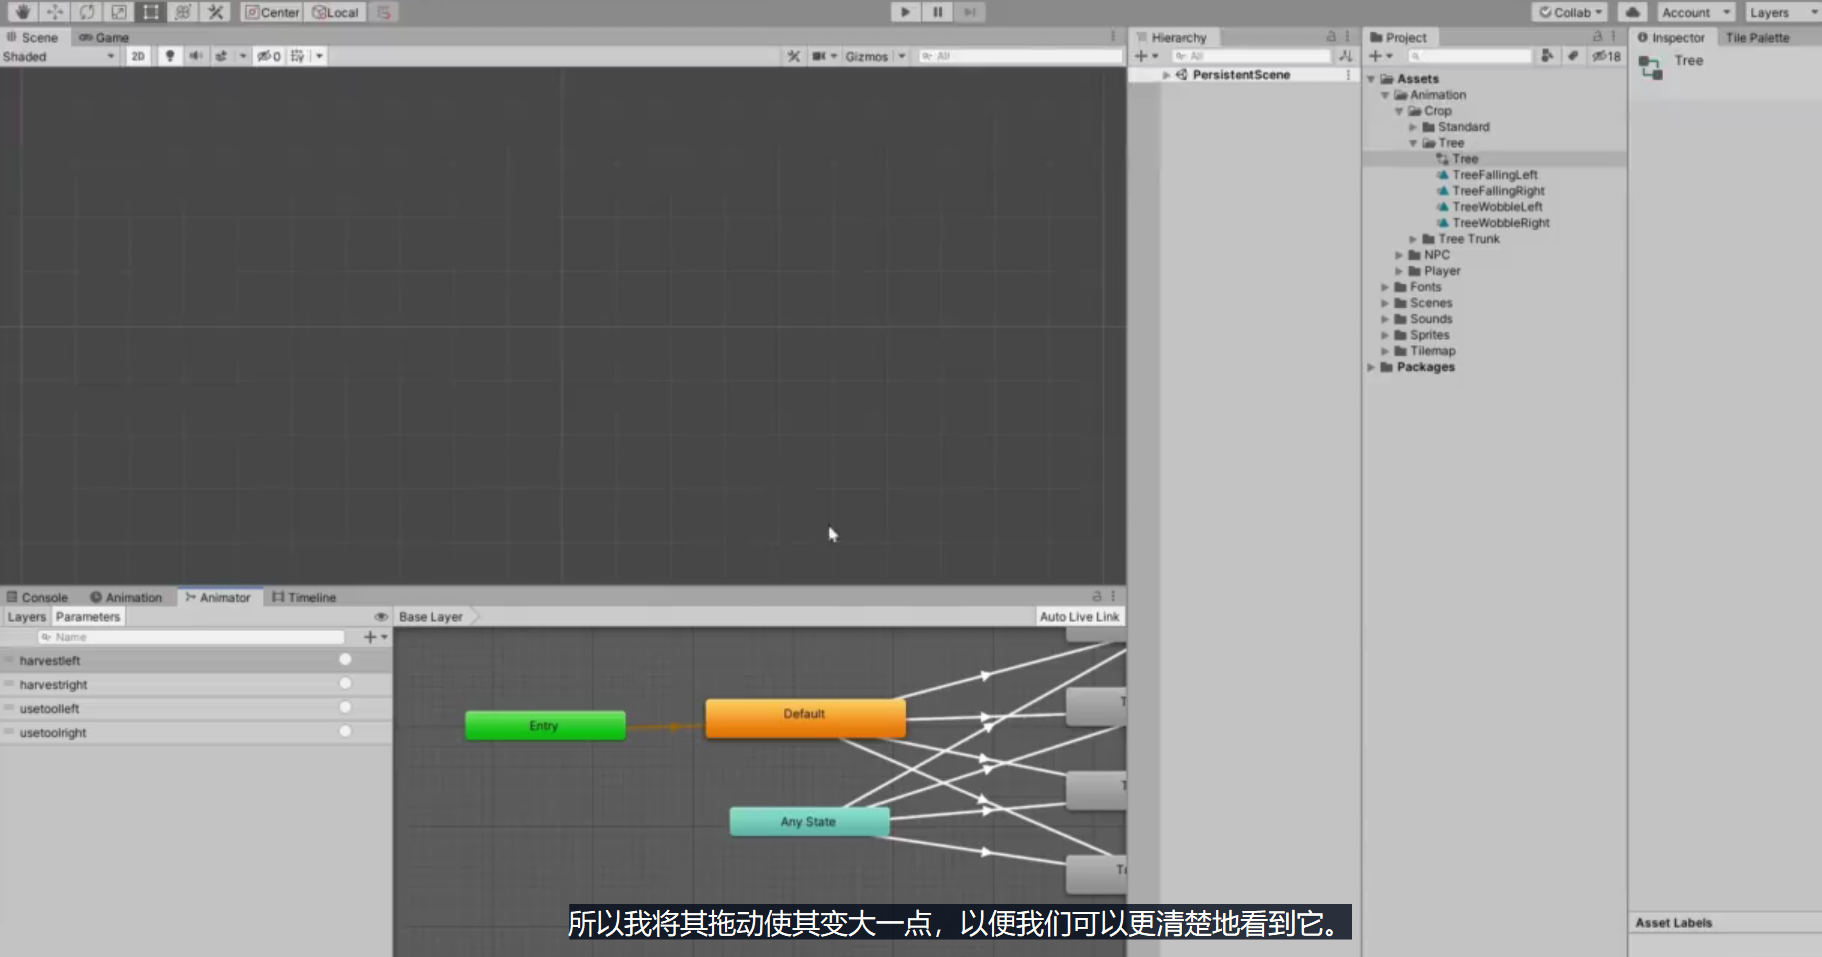 Center Local Collab Account Layers
Scene Game
Shaded 2D 0 Gizmos All
Hierarchy
All
PersistentScene
Project
18
Assets
Animation
Crop
Standard
Tree
Tree
TreeFallingLeft
TreeFallingRight
TreeWobbleLeft
TreeWobbleRight
Tree Trunk
NPC
Player
Fonts
Scenes
Sounds
Sprites
Tilemap
Packages
Inspector Tile Palette
Tree
Console Animation Animator Timeline
Layers Parameters Base Layer Auto Live Link
Name
harvestleft
harvestright
usetoolleft
usetoolright
Entry
Default
Any State
T
T
Tr
所以我将其拖动使其变大一点，以便我们可以更清楚地看到它。
Asset Labels